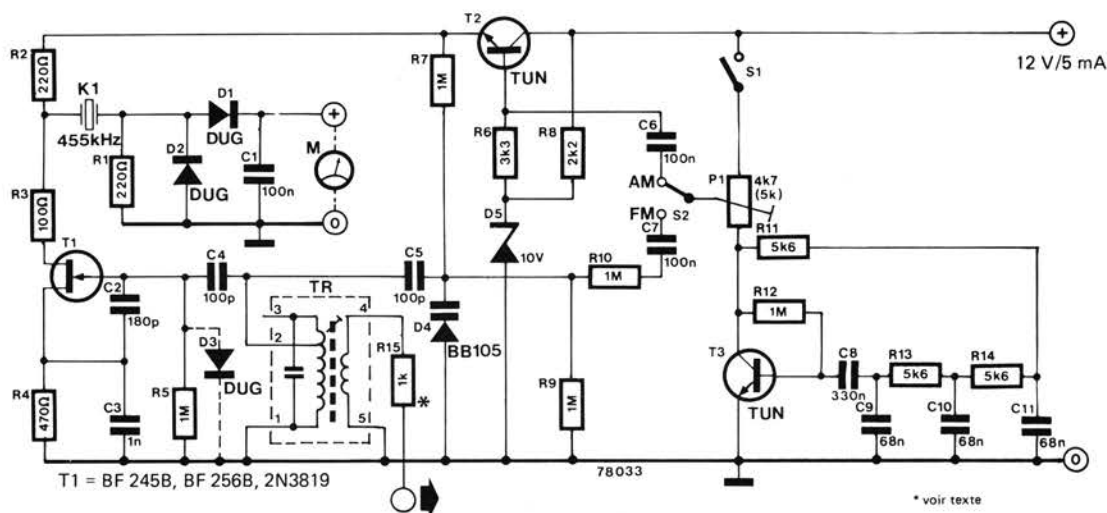 T2
TUN
+
12 V/5 mA
R2
220Ω
K1
455kHz
D1
DUG
R1
220Ω
D2
DUG
C1
100n
+
M
0
R7
1M
R6
3k3
R8
2k2
C6
100n
AM
FM
S2
C7
100n
S1
P1
4k7
(5k)
R11
5k6
R3
100Ω
T1
C2
180p
C4
100p
C5
100p
D5
10V
R10
1M
R12
1M
TR
3
4
2
1
5
R15
1k
*
D4
BB105
D3
DUG
R4
470Ω
C3
1n
R5
1M
R9
1M
T3
TUN
C8
330n
R13
5k6
R14
5k6
C9
68n
C10
68n
C11
68n
0
78033
T1 = BF 245B, BF 256B, 2N3819
* voir texte